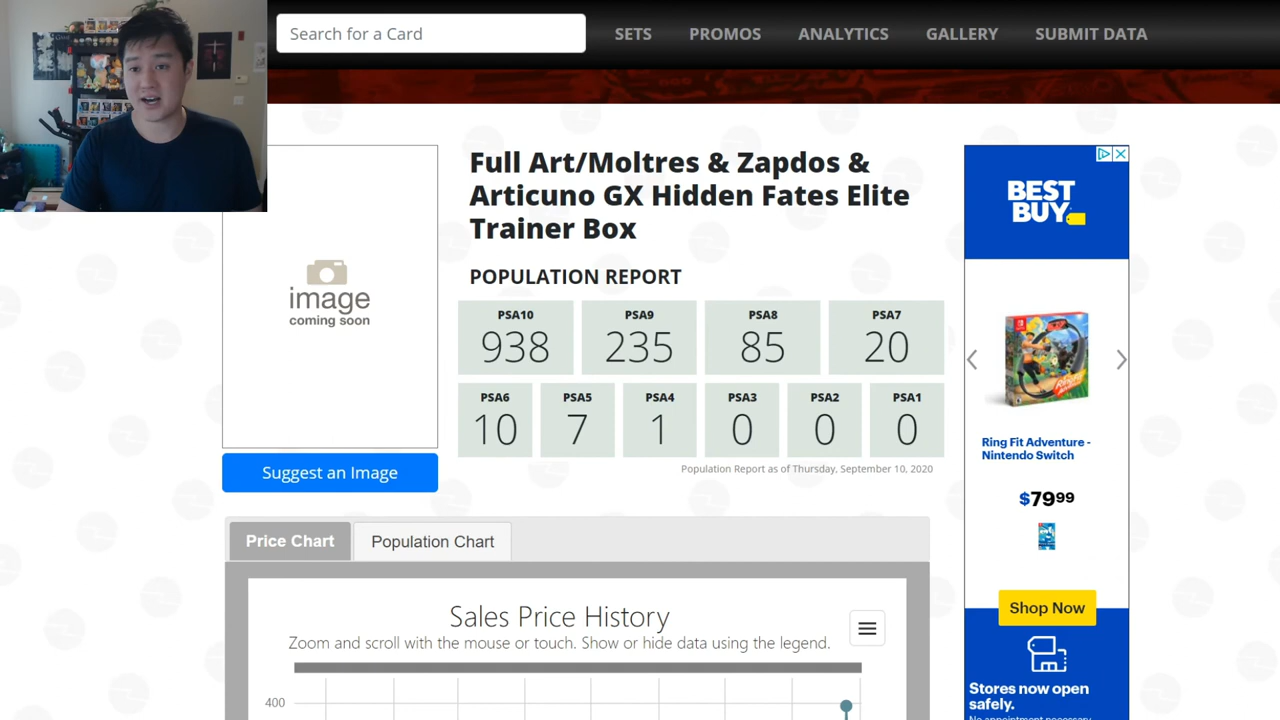 Search for a Card
SETS
PROMOS
ANALYTICS
GALLERY
SUBMIT DATA
Full Art/Moltres & Zapdos &
Articuno GX Hidden Fates Elite
Trainer Box
POPULATION REPORT
PSA10
938
PSA9
235
PSA8
85
PSA7
20
PSA6
10
PSA5
7
PSA4
1
PSA3
0
PSA2
0
PSA1
0
Population Report as of Thursday, September 10, 2020
image
coming soon
Suggest an Image
Price Chart
Population Chart
Sales Price History
Zoom and scroll with the mouse or touch. Show or hide data using the legend.
400
BEST
BUY
Ring Fit Adventure -
Nintendo Switch
$7999
Shop Now
Stores now open
safely.
No appointment necessary